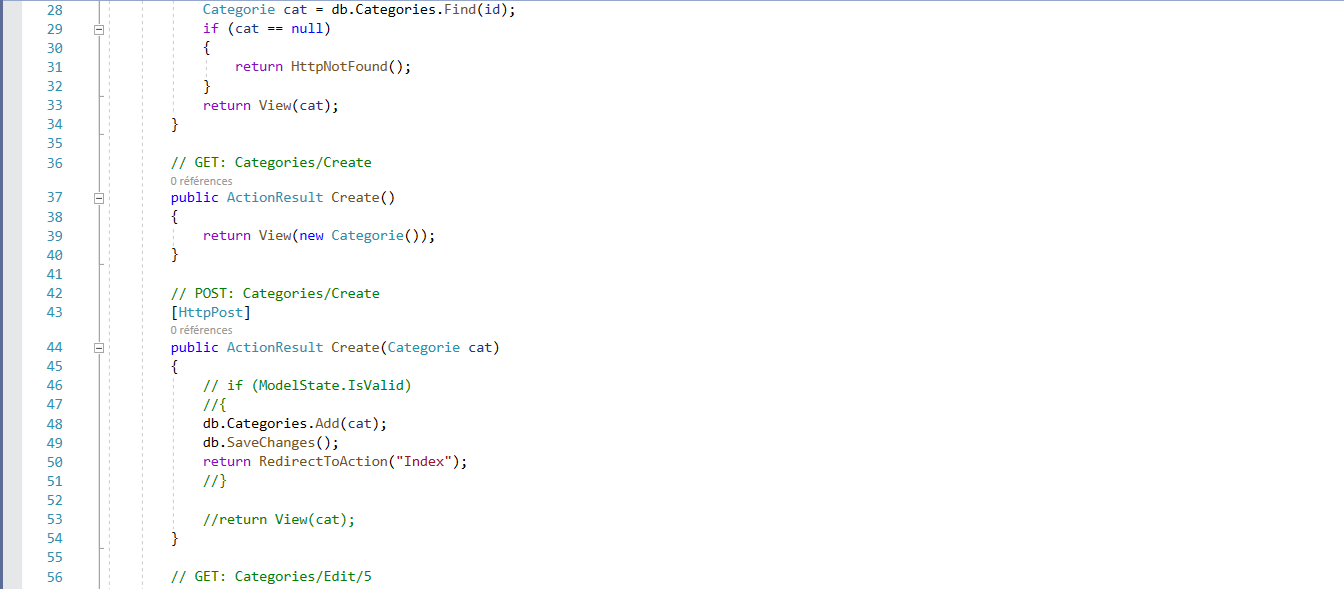 28 Categorie cat = db.Categories.Find(id);
29 if (cat == null)
30 {
31 return HttpNotFound();
32 }
33 return View(cat);
34 }
35
36 // GET: Categories/Create
0 références
37 public ActionResult Create()
38 {
39 return View(new Categorie());
40 }
41
42 // POST: Categories/Create
43 [HttpPost]
0 références
44 public ActionResult Create(Categorie cat)
45 {
46 // if (ModelState.IsValid)
47 //{
48 db.Categories.Add(cat);
49 db.SaveChanges();
50 return RedirectToAction("Index");
51 //}
52
53 //return View(cat);
54 }
55
56 // GET: Categories/Edit/5